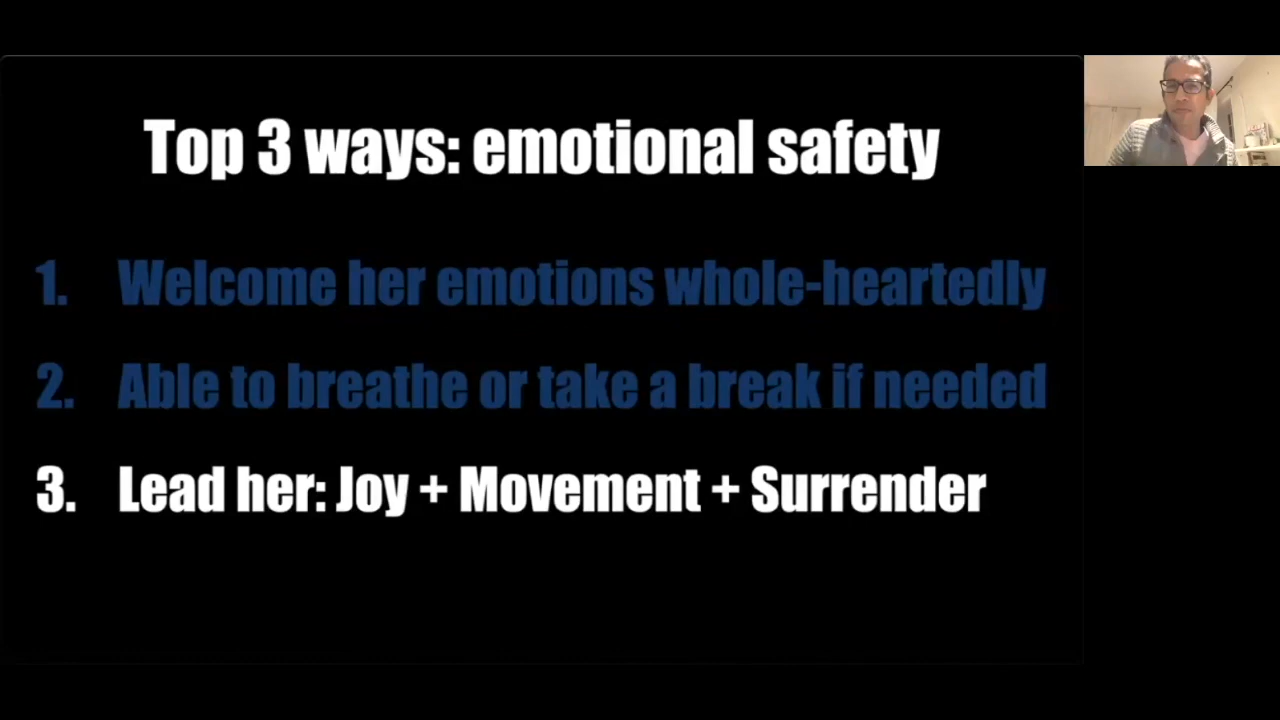 Top 3 ways: emotional safety
1. Welcome her emotions whole-heartedly
2. Able to breathe or take a break if needed
3. Lead her: Joy + Movement + Surrender